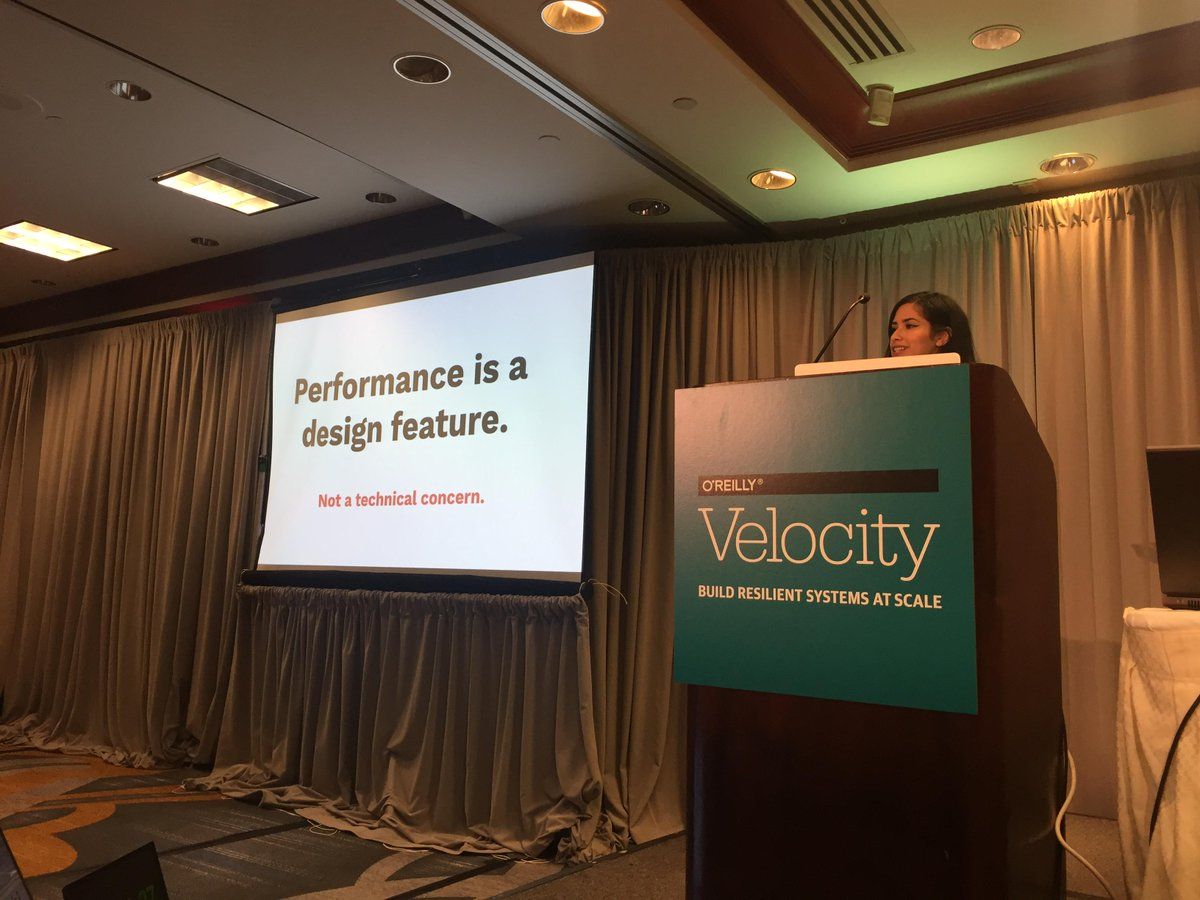 Performance is a
design feature.
Not a technical concern.
O'REILLY®
Velocity
BUILD RESILIENT SYSTEMS AT SCALE